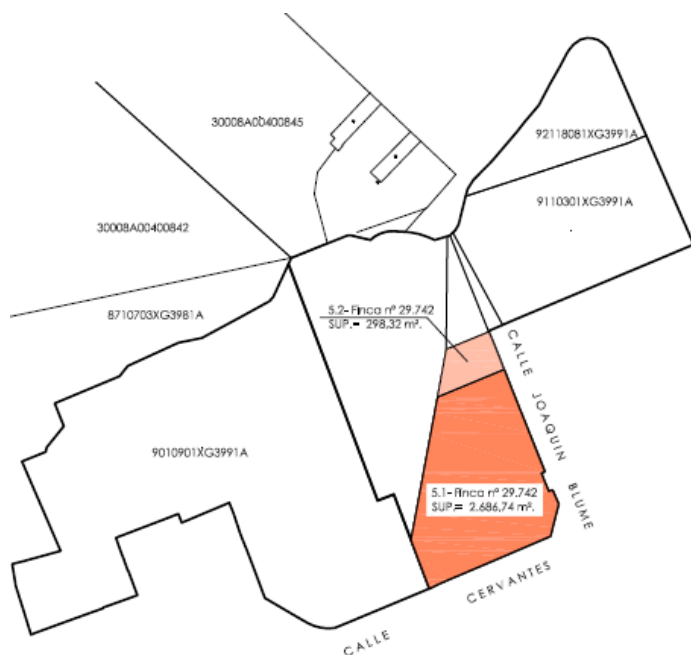 30008A00400845
92118081XG3991A
9110301XG3991A
30008A00400842
8710703XG3981A
5.2- Finca nº 29.742
SUP.= 298,32 m².
CALLE JOAQUIN BLUME
9010901XG3991A
5.1- Finca nº 29.742
SUP.= 2.686,74 m².
CALLE CERVANTES